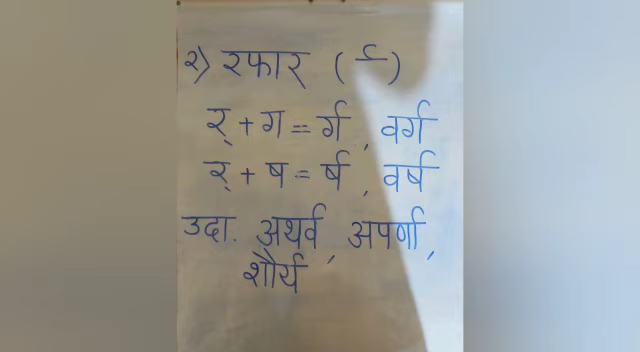 २) रफार् ( र्‍ )
र् + ग = र्ग , वर्ग
र् + ष = र्ष , वर्ष
उदा. अथर्व, अपर्णा,
शौर्य